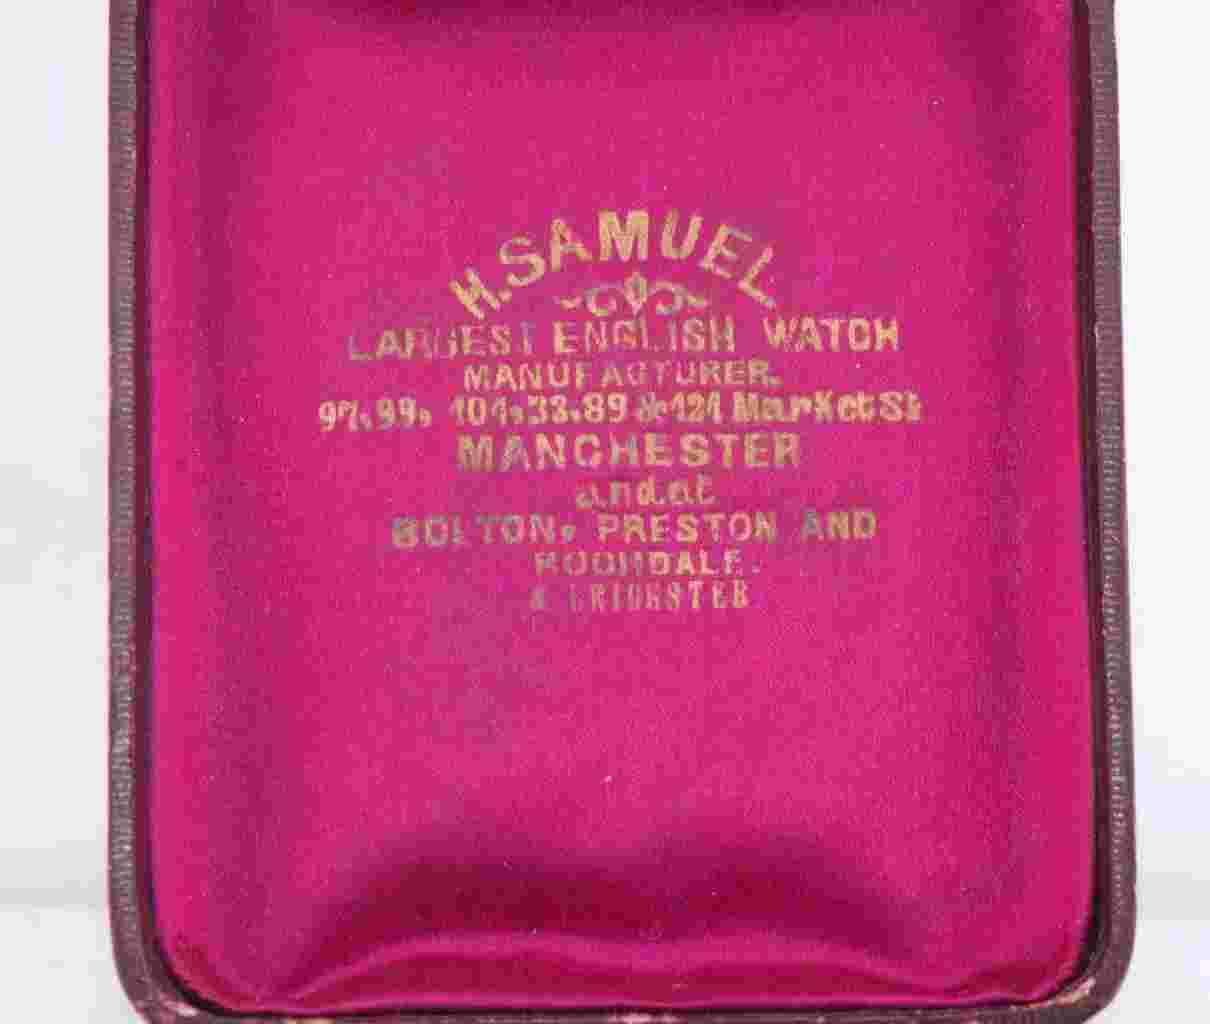 H. SAMUEL
LARGEST ENGLISH WATCH
MANUFACTURER.
97, 99, 101, 33, 89 & 121 Market St
MANCHESTER
and at
BOLTON, PRESTON AND
ROCHDALE.
& LEICESTER